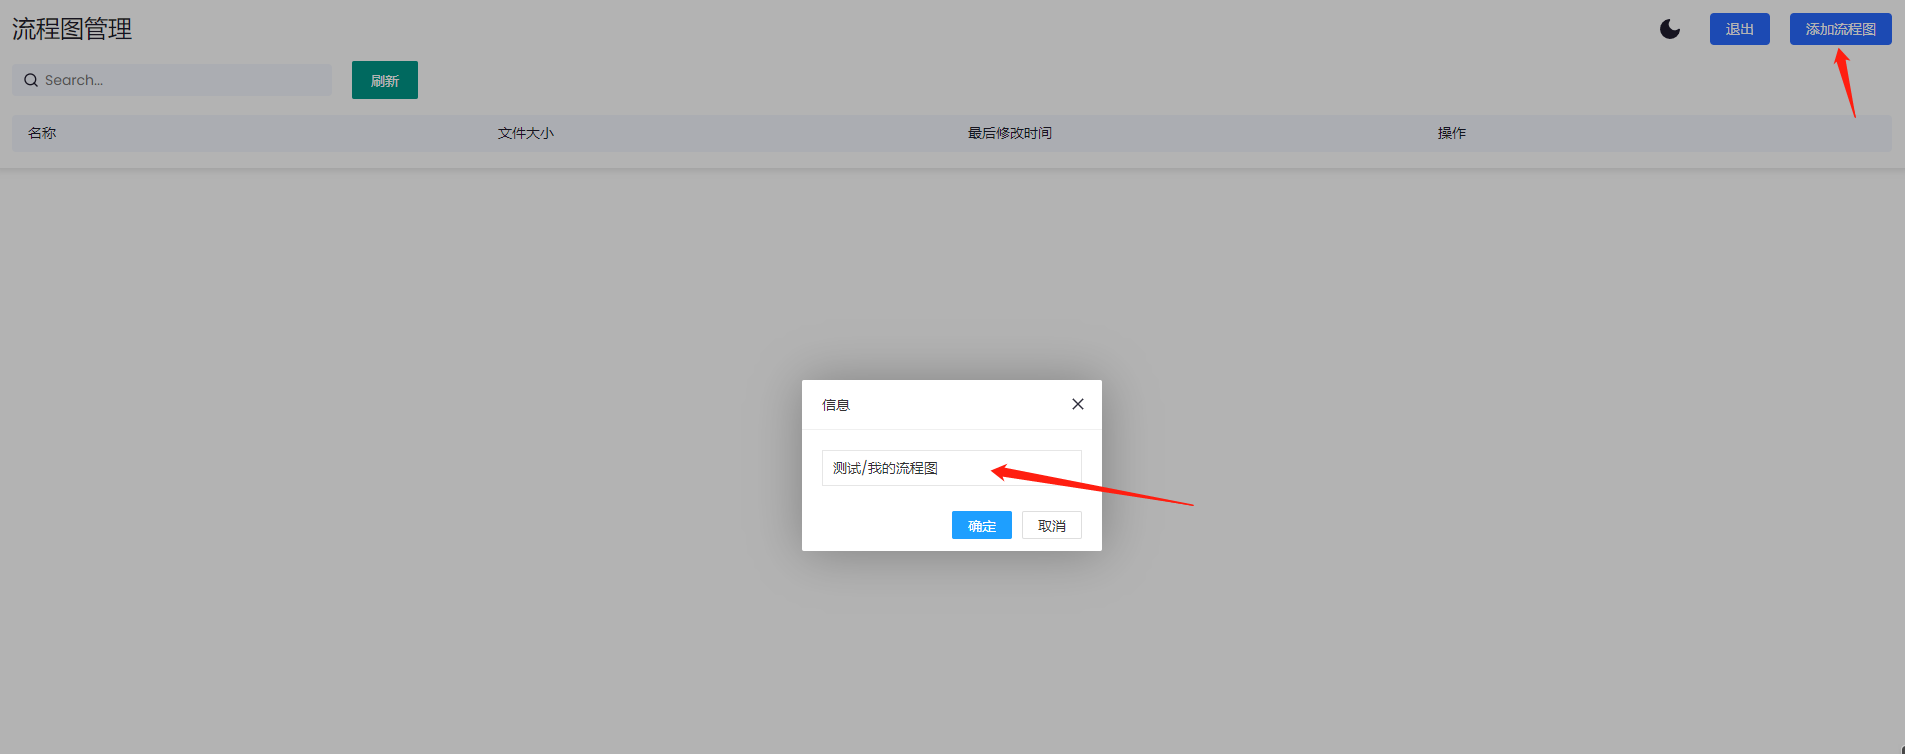 流程图管理
退出
添加流程图
Search...
刷新
名称
文件大小
最后修改时间
操作
信息
测试/我的流程图
确定
取消